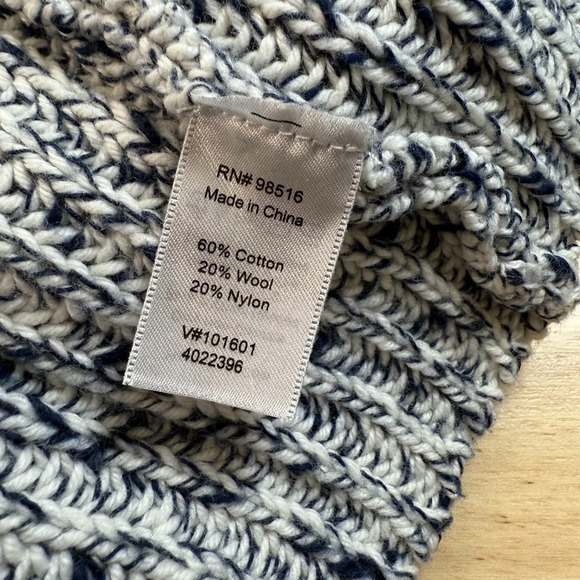 RN# 98516
Made in China
60% Cotton
20% Wool
20% Nylon
V#101601
4022396